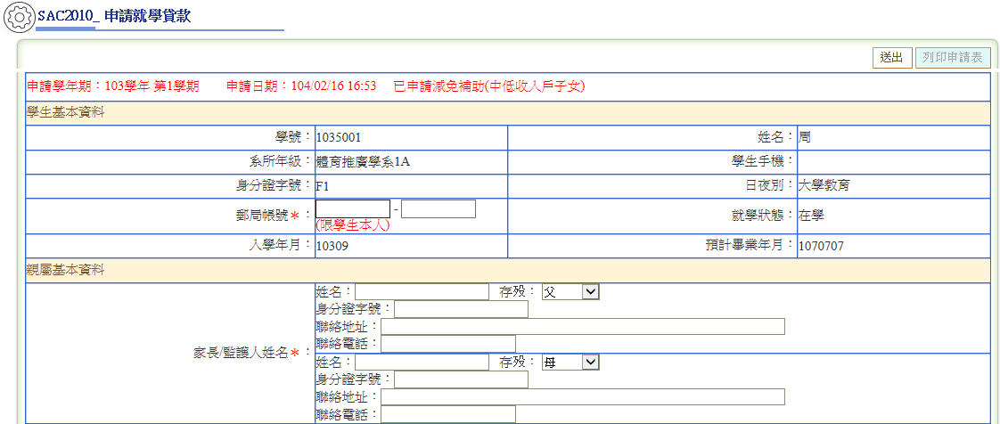 SAC2010_ 申請就學貸款
送出 列印申請表
申請學年期：103學年 第1學期 申請日期：104/02/16 16:53 已申請減免補助(中低收入戶子女)
學生基本資料
學號： 1035001 姓名： 周
系所年級： 體育推廣學系1A 學生手機：
身分證字號： F1 日夜別： 大學教育
郵局帳號＊： - 就學狀態： 在學
(限學生本人)
入學年月： 10309 預計畢業年月： 1070707
親屬基本資料
家長/監護人姓名＊：
姓名： 存歿： 父
身分證字號：
聯絡地址：
聯絡電話：
姓名： 存歿： 母
身分證字號：
聯絡地址：
聯絡電話：